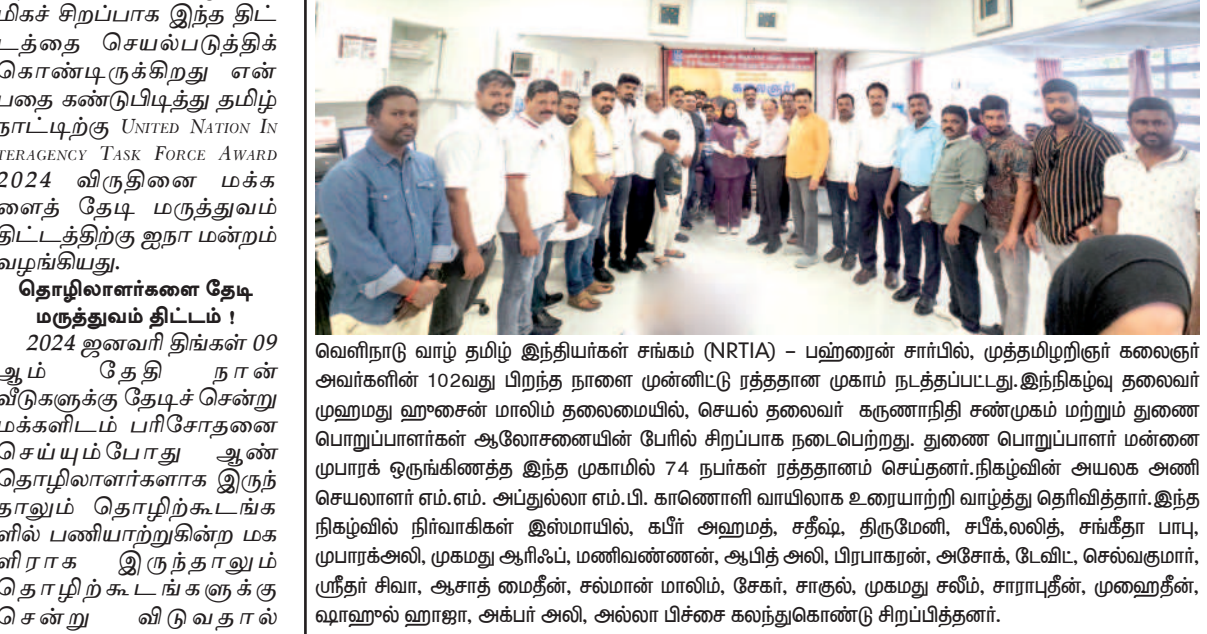 மிகச் சிறப்பாக இந்த திட்
டத்தை செயல்படுத்திக்
கொண்டிருக்கிறது என்
பதை கண்டுபிடித்து தமிழ்
நாட்டிற்கு UNITED NATION IN
TERAGENCY TASK FORCE AWARD
2024 விருதினை மக்க
ளைத் தேடி மருத்துவம்
திட்டத்திற்கு ஐநா மன்றம்
வழங்கியது.
தொழிலாளர்களை தேடி
மருத்துவம் திட்டம் !
2024 ஜனவரி திங்கள் 09
ஆம் தேதி நான்
வீடுகளுக்கு தேடிச் சென்று
மக்களிடம் பரிசோதனை
செய்யும்போது ஆண்
தொழிலாளர்களாக இருந்
தாலும் தொழிற்கூடங்க
ளில் பணியாற்றுகின்ற மக
ளிராக இருந்தாலும்
தொழிற்கூடங்களுக்கு
சென்று விடுவதால்
கலைஞர்
வெளிநாடு வாழ் தமிழ் இந்தியர்கள் சங்கம் (NRTIA) – பஹ்ரைன் சார்பில், முத்தமிழறிஞர் கலைஞர்
அவர்களின் 102வது பிறந்த நாளை முன்னிட்டு ரத்ததான முகாம் நடத்தப்பட்டது.இந்நிகழ்வு தலைவர்
முஹமது ஹுசைன் மாலிம் தலைமையில், செயல் தலைவர் கருணாநிதி சண்முகம் மற்றும் துணை
பொறுப்பாளர்கள் ஆலோசனையின் பேரில் சிறப்பாக நடைபெற்றது. துணை பொறுப்பாளர் மன்னை
முபாரக் ஒருங்கிணத்த இந்த முகாமில் 74 நபர்கள் ரத்ததானம் செய்தனர்.நிகழ்வின் அயலக அணி
செயலாளர் எம்.எம். அப்துல்லா எம்.பி. காணொளி வாயிலாக உரையாற்றி வாழ்த்து தெரிவித்தார்.இந்த
நிகழ்வில் நிர்வாகிகள் இஸ்மாயில், கபீர் அஹமத், சதீஷ், திருமேனி, சபீக்,லலித், சங்கீதா பாபு,
முபாரக்அலி, முகமது ஆரிஃப், மணிவண்ணன், ஆபித் அலி, பிரபாகரன், அசோக், டேவிட், செல்வகுமார்,
ஸ்ரீதர் சிவா, ஆசாத் மைதீன், சல்மான் மாலிம், சேகர், சாகுல், முகமது சலீம், சாராபுதீன், முஹைதீன்,
ஷாஹுல் ஹாஜா, அக்பர் அலி, அல்லா பிச்சை கலந்துகொண்டு சிறப்பித்தனர்.